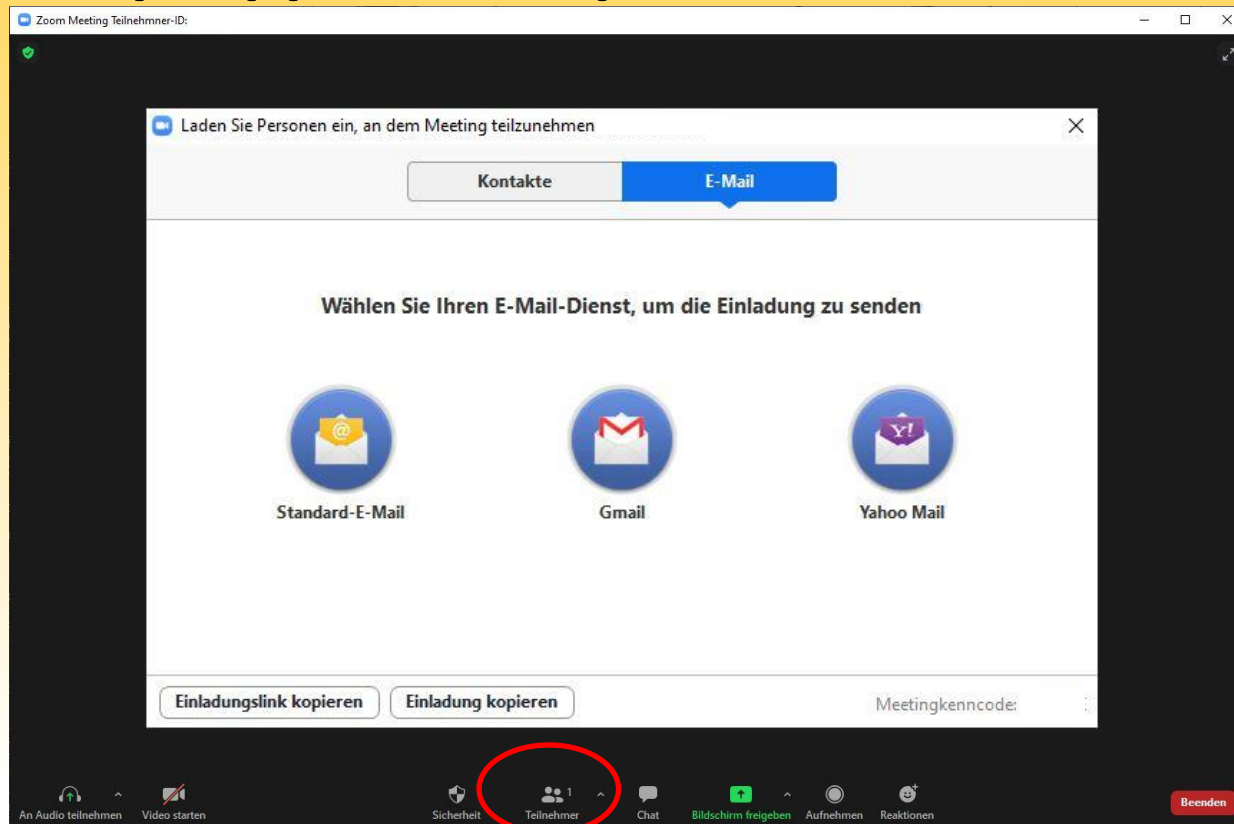 Zoom Meeting Teilnehmner-ID:
Laden Sie Personen ein, an dem Meeting teilzunehmen
Kontakte E-Mail
Wählen Sie Ihren E-Mail-Dienst, um die Einladung zu senden
@ Y!
Standard-E-Mail Gmail Yahoo Mail
Einladungslink kopieren Einladung kopieren Meetingkenncode:
1
An Audio teilnehmen Video starten Sicherheit Teilnehmer Chat Bildschirm freigeben Aufnehmen Reaktionen Beenden